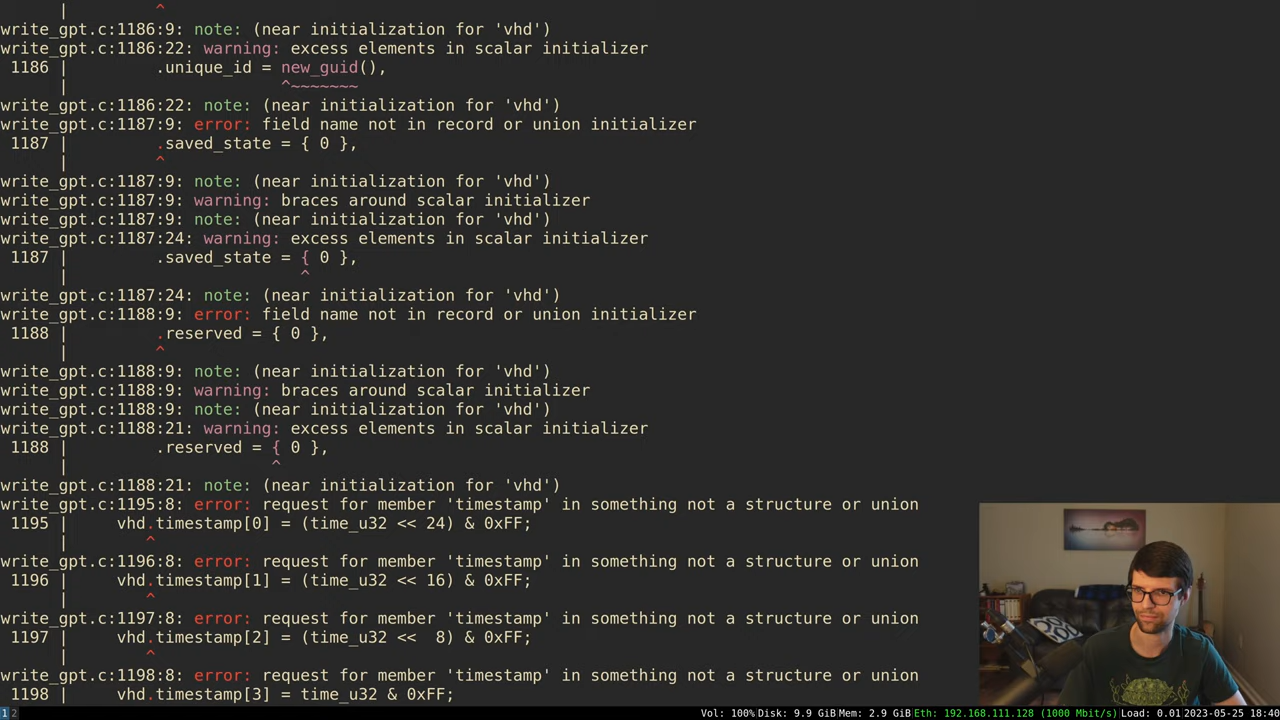 |          ^
write_gpt.c:1186:9: note: (near initialization for 'vhd')
write_gpt.c:1186:22: warning: excess elements in scalar initializer
 1186 |         .unique_id = new_guid(),
      |                      ^~~~~~~~
write_gpt.c:1186:22: note: (near initialization for 'vhd')
write_gpt.c:1187:9: error: field name not in record or union initializer
 1187 |         .saved_state = { 0 },
      |         ^
write_gpt.c:1187:9: note: (near initialization for 'vhd')
write_gpt.c:1187:9: warning: braces around scalar initializer
write_gpt.c:1187:9: note: (near initialization for 'vhd')
write_gpt.c:1187:24: warning: excess elements in scalar initializer
 1187 |         .saved_state = { 0 },
      |                        ^
write_gpt.c:1187:24: note: (near initialization for 'vhd')
write_gpt.c:1188:9: error: field name not in record or union initializer
 1188 |         .reserved = { 0 },
      |         ^
write_gpt.c:1188:9: note: (near initialization for 'vhd')
write_gpt.c:1188:9: warning: braces around scalar initializer
write_gpt.c:1188:9: note: (near initialization for 'vhd')
write_gpt.c:1188:21: warning: excess elements in scalar initializer
 1188 |         .reserved = { 0 },
      |                     ^
write_gpt.c:1188:21: note: (near initialization for 'vhd')
write_gpt.c:1195:8: error: request for member 'timestamp' in something not a structure or union
 1195 |     vhd.timestamp[0] = (time_u32 << 24) & 0xFF;
      |        ^
write_gpt.c:1196:8: error: request for member 'timestamp' in something not a structure or union
 1196 |     vhd.timestamp[1] = (time_u32 << 16) & 0xFF;
      |        ^
write_gpt.c:1197:8: error: request for member 'timestamp' in something not a structure or union
 1197 |     vhd.timestamp[2] = (time_u32 <<  8) & 0xFF;
      |        ^
write_gpt.c:1198:8: error: request for member 'timestamp' in something not a structure or union
 1198 |     vhd.timestamp[3] = time_u32 & 0xFF;
1 2 Vol: 100% Disk: 9.9 GiB Mem: 2.9 GiB Eth: 192.168.111.128 (1000 Mbit/s) Load: 0.01 2023-05-25 18:40